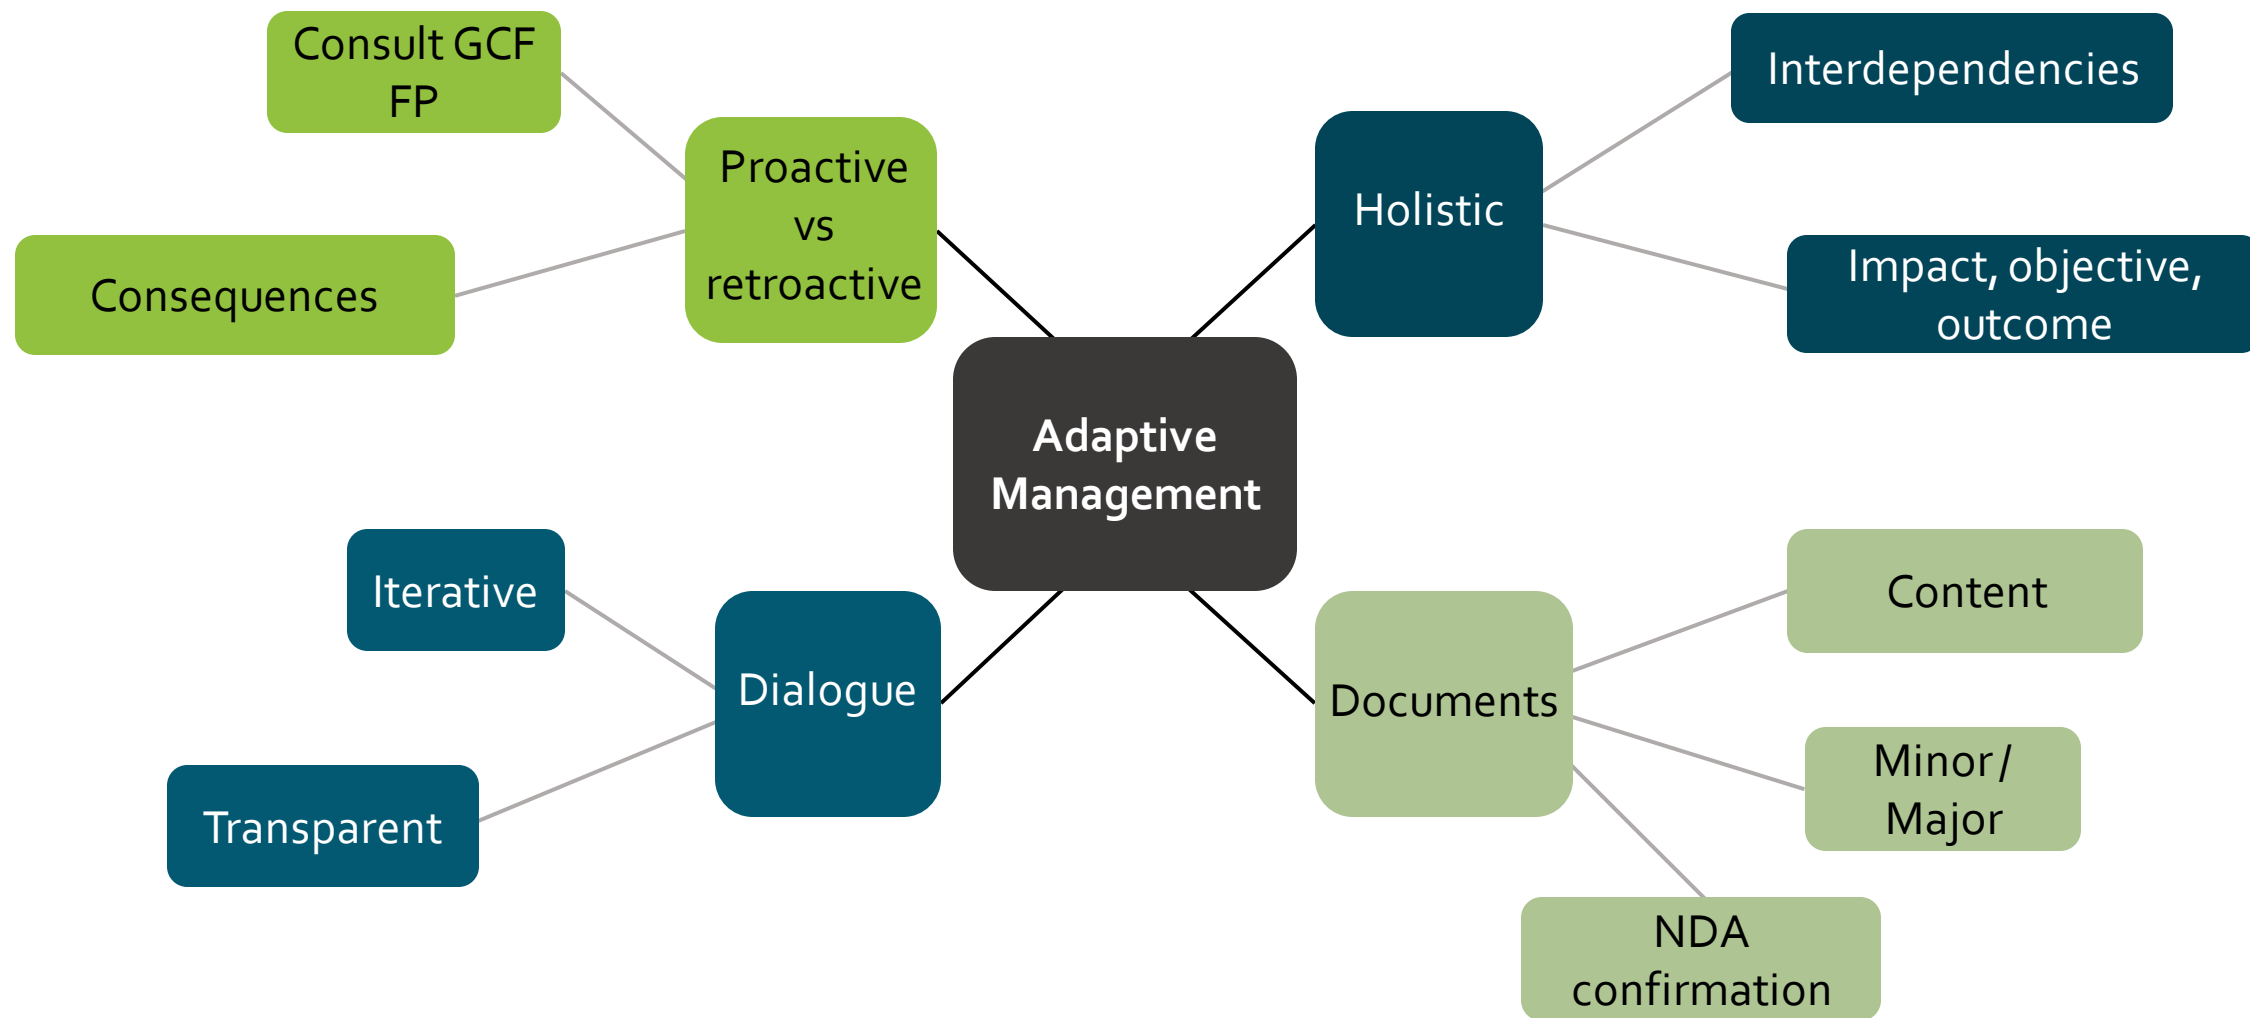 Consult GCF
FP
Proactive
vs
retroactive
Consequences
Holistic
Interdependencies
Impact, objective,
outcome
Adaptive
Management
Iterative
Dialogue
Transparent
Documents
Content
Minor /
Major
NDA
confirmation